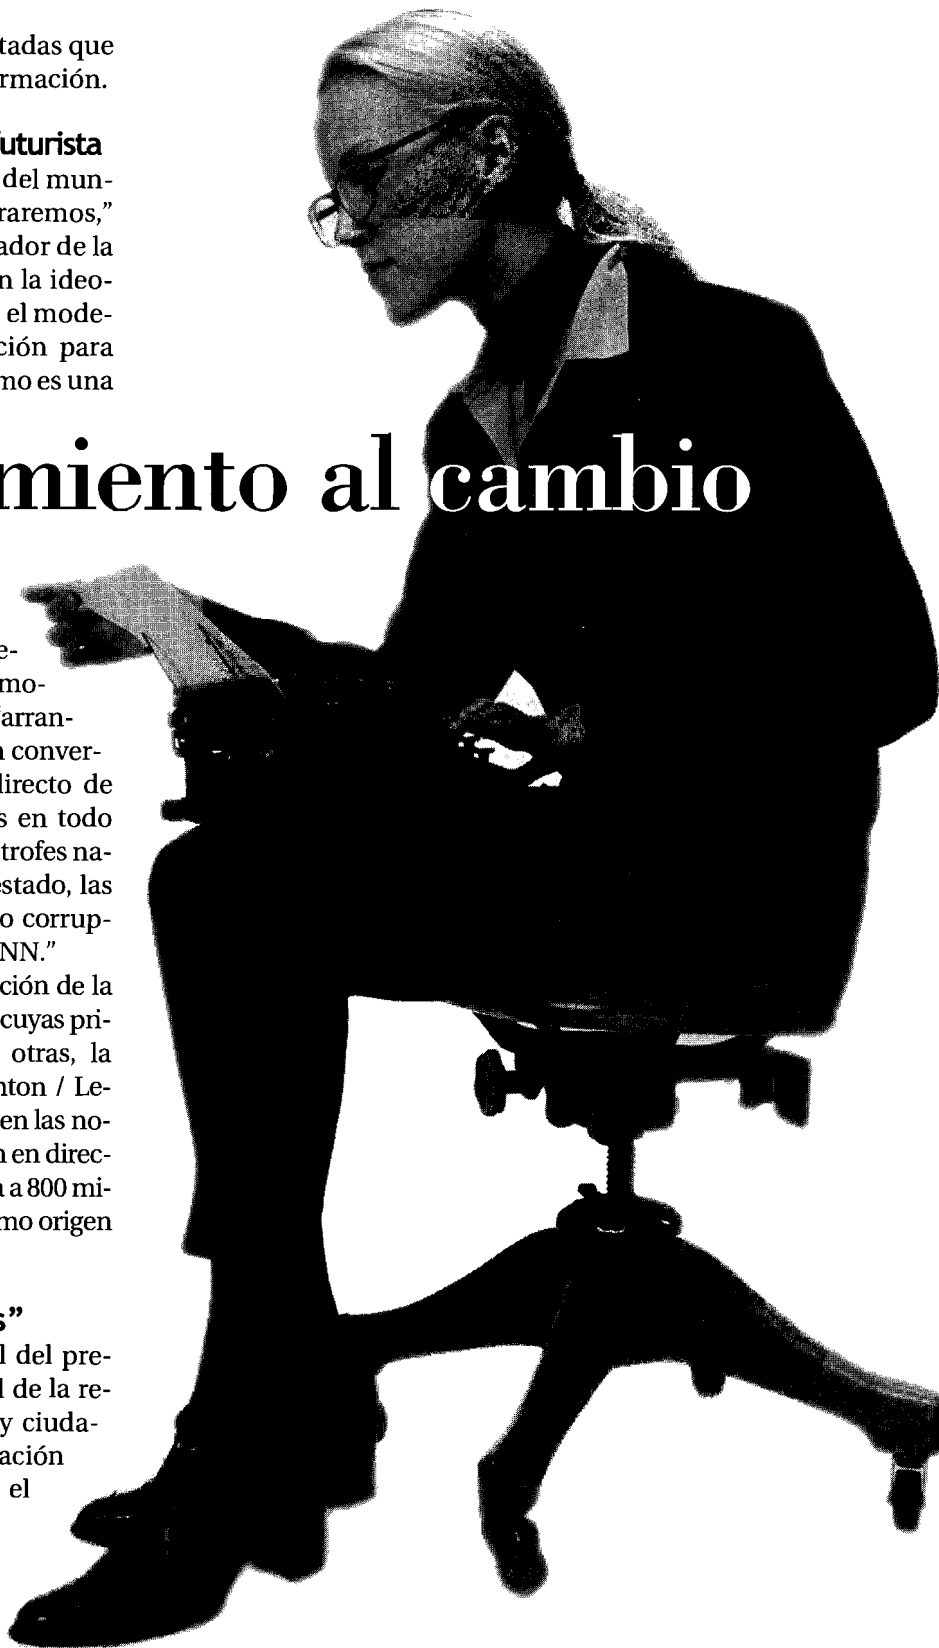 tadas que
rmación.
uturista
del mun-
raremos,”
ador de la
n la ideo-
el mode-
ción para
mo es una
miento al cambio
e-
mo-
arran-
n conver-
directo de
s en todo
trofes na-
estado, las
o corrup-
NN.”
ción de la
cuyas pri-
otras, la
nton / Le-
en las no-
n en direc-
a a 800 mi-
mo origen
s”
l del pre-
l de la re-
y ciuda-
ación
el